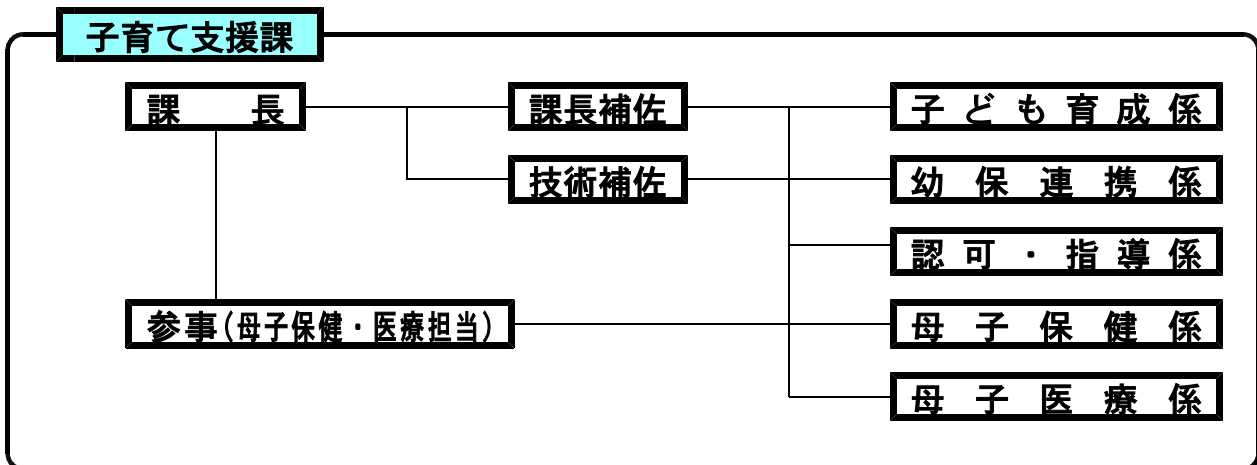 子育て支援課
課長
課長補佐
子ども育成係
技術補佐
幼保連携係
認可・指導係
参事(母子保健・医療担当)
母子保健係
母子医療係